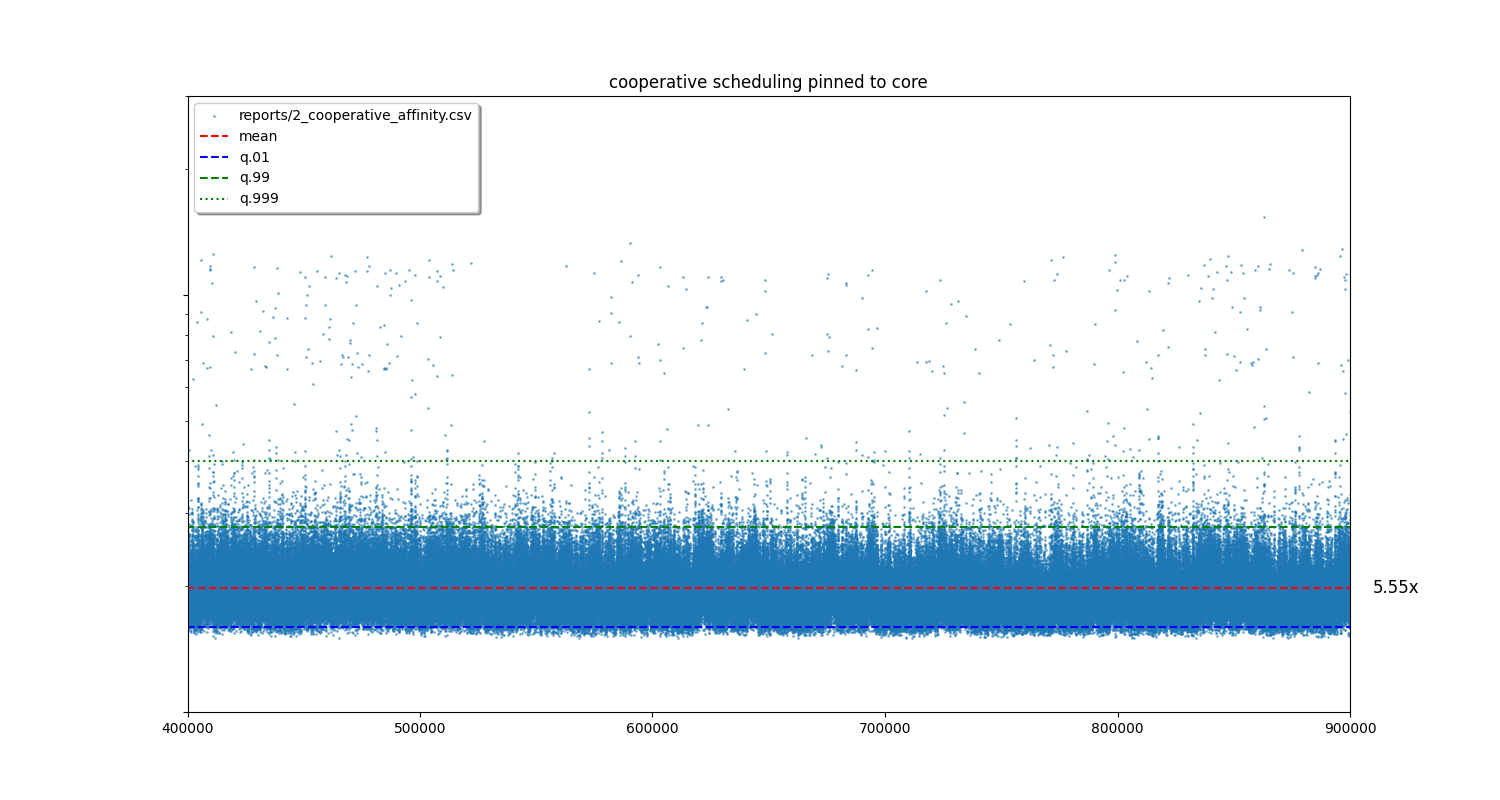 cooperative scheduling pinned to core
reports/2_cooperative_affinity.csv
mean
q.01
q.99
q.999
5.55x
400000 500000 600000 700000 800000 900000